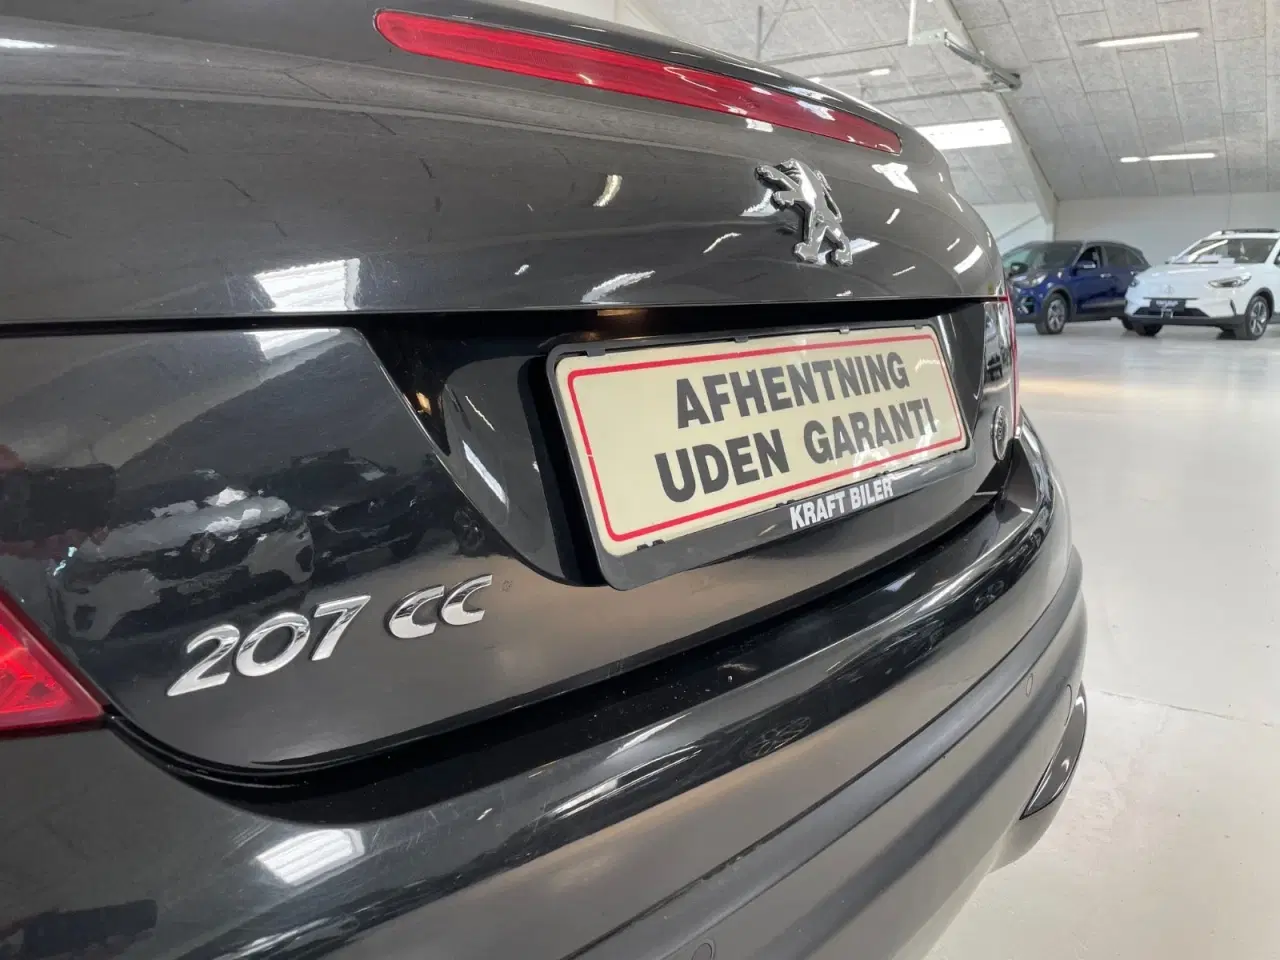 AFHENTNING
UDEN GARANTI
KRAFT BILER
207 CC